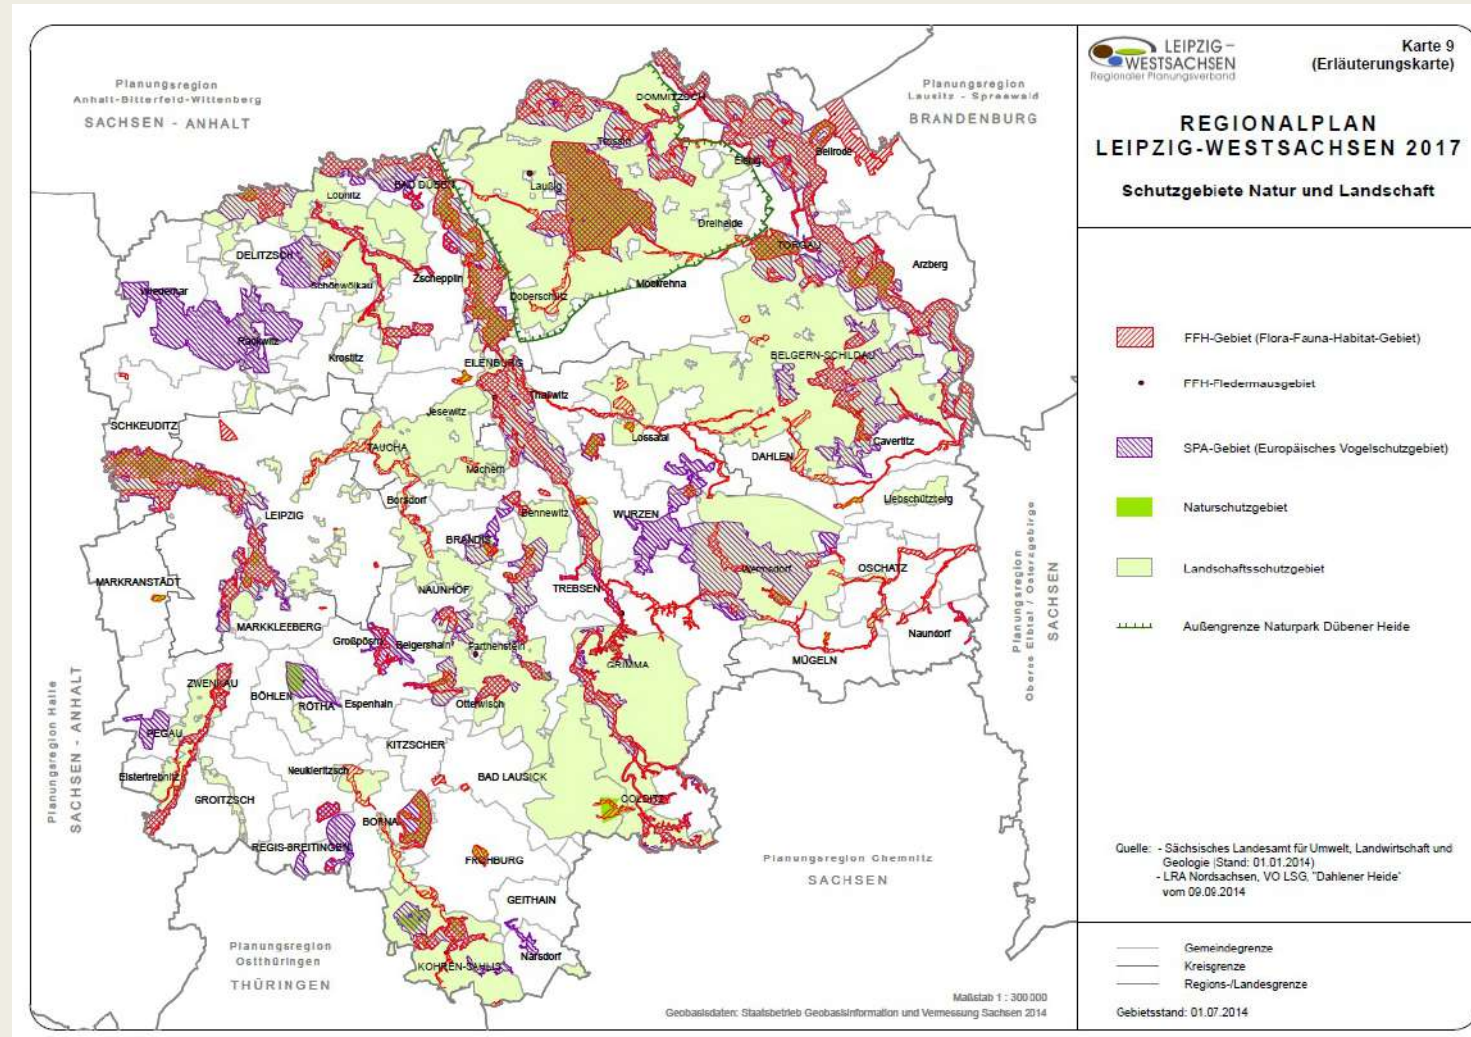 Planungsregion
Anhalt-Bitterfeld-Wittenberg
SACHSEN - ANHALT
Planungsregion
Lausitz - Spreewald
BRANDENBURG
DOMMITZSCH
Trossin
Elsnig
Beilrode
BAD DÜBEN
Laußig
Löbnitz
Dreiheide
TORGAU
Arzberg
DELITZSCH
Schönwölkau
Zschepplin
Mockrehna
Doberschütz
Wiedemar
Rackwitz
Krostitz
EILENBURG
BELGERN-SCHILDAU
Thallwitz
Jesewitz
SCHKEUDITZ
TAUCHA
Lossatal
Cavertitz
DAHLEN
Machern
Borsdorf
Liebschützberg
LEIPZIG
Bennewitz
WURZEN
BRANDIS
Wermsdorf
OSCHATZ
MARKRANSTÄDT
NAUNHOF
TREBSEN
MARKKLEEBERG
Großpösna
Belgershain
Parthenstein
Naundorf
GRIMMA
MÜGELN
ZWENKAU
BÖHLEN
RÖTHA
Espenhain
Otterwisch
PEGAU
KITZSCHER
Elstertrebnitz
Neukieritzsch
BAD LAUSICK
GROITZSCH
COLDITZ
BORNA
REGIS-BREITINGEN
FROHBURG
GEITHAIN
KOHREN-SAHLIS
Narsdorf
Planungsregion Halle
SACHSEN - ANHALT
Planungsregion
Oberes Elbtal / Osterzgebirge
SACHSEN
Planungsregion Chemnitz
SACHSEN
Planungsregion
Ostthüringen
THÜRINGEN
Maßstab 1 : 300 000
Geobasisdaten: Staatsbetrieb Geobasisinformation und Vermessung Sachsen 2014
LEIPZIG–
WESTSACHSEN
Regionaler Planungsverband
Karte 9
(Erläuterungskarte)
REGIONALPLAN
LEIPZIG-WESTSACHSEN 2017
Schutzgebiete Natur und Landschaft
FFH-Gebiet (Flora-Fauna-Habitat-Gebiet)
FFH-Fledermausgebiet
SPA-Gebiet (Europäisches Vogelschutzgebiet)
Naturschutzgebiet
Landschaftsschutzgebiet
Außengrenze Naturpark Dübener Heide
Quelle: - Sächsisches Landesamt für Umwelt, Landwirtschaft und
Geologie (Stand: 01.01.2014)
- LRA Nordsachsen, VO LSG, "Dahlener Heide"
vom 09.09.2014
Gemeindegrenze
Kreisgrenze
Regions-/Landesgrenze
Gebietsstand: 01.07.2014